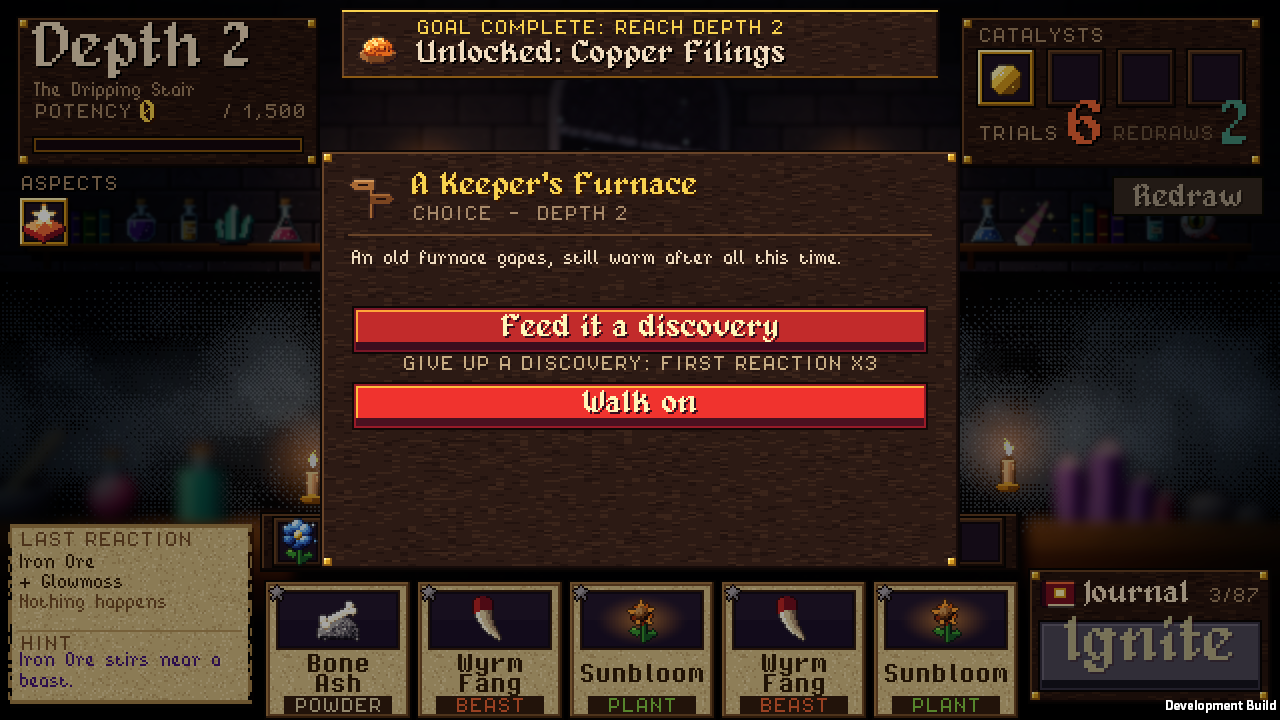 Depth 2
The Dripping Stair
POTENCY 0 / 1,500
ASPECTS
GOAL COMPLETE: REACH DEPTH 2
Unlocked: Copper Filings
CATALYSTS
TRIALS 6 REDRAWS 2
Redraw
A Keeper's Furnace
CHOICE - DEPTH 2
An old furnace gapes, still warm after all this time.
Feed it a discovery
GIVE UP A DISCOVERY: FIRST REACTION X3
Walk on
LAST REACTION
Iron Ore
+ Glowmoss
Nothing happens
HINT
Iron Ore stirs near a
beast.
Bone
Ash
POWDER
Wyrm
Fang
BEAST
Sunbloom
PLANT
Wyrm
Fang
BEAST
Sunbloom
PLANT
Journal 3/87
Ignite
Development Build